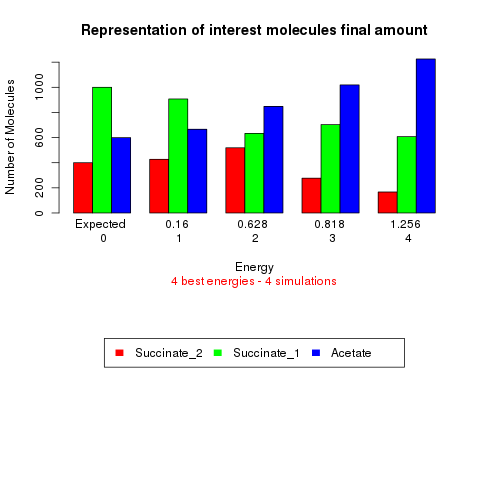 Representation of interest molecules final amount
Number of Molecules
1000
600
200
0
Expected 0.16 0.628 0.818 1.256
0 1 2 3 4
Energy
4 best energies - 4 simulations
Succinate_2 Succinate_1 Acetate